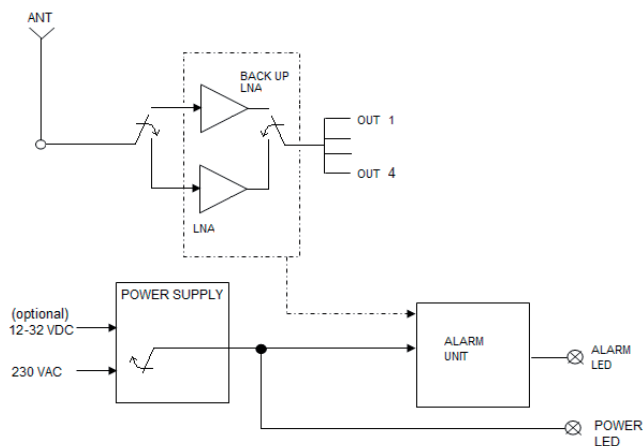 ANT
BACK UP
LNA
OUT 1
OUT 4
LNA
POWER SUPPLY
(optional)
12-32 VDC
230 VAC
ALARM
UNIT
ALARM
LED
POWER
LED